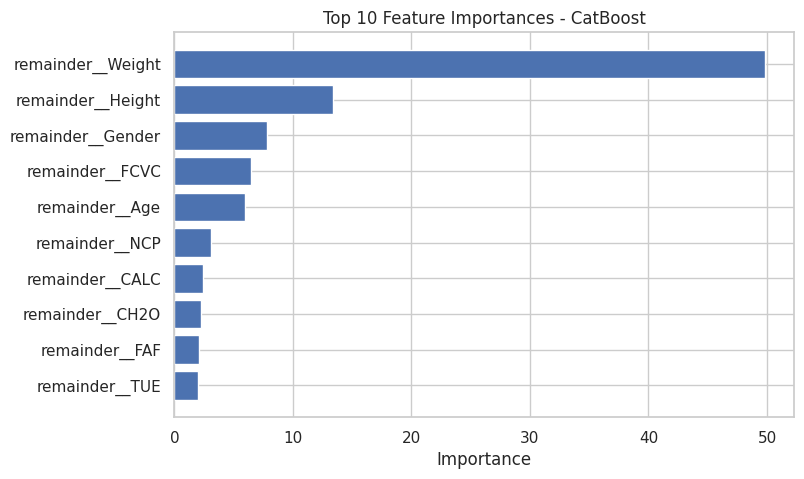 Top 10 Feature Importances - CatBoost
remainder__Weight
remainder__Height
remainder__Gender
remainder__FCVC
remainder__Age
remainder__NCP
remainder__CALC
remainder__CH2O
remainder__FAF
remainder__TUE
0 10 20 30 40 50
Importance